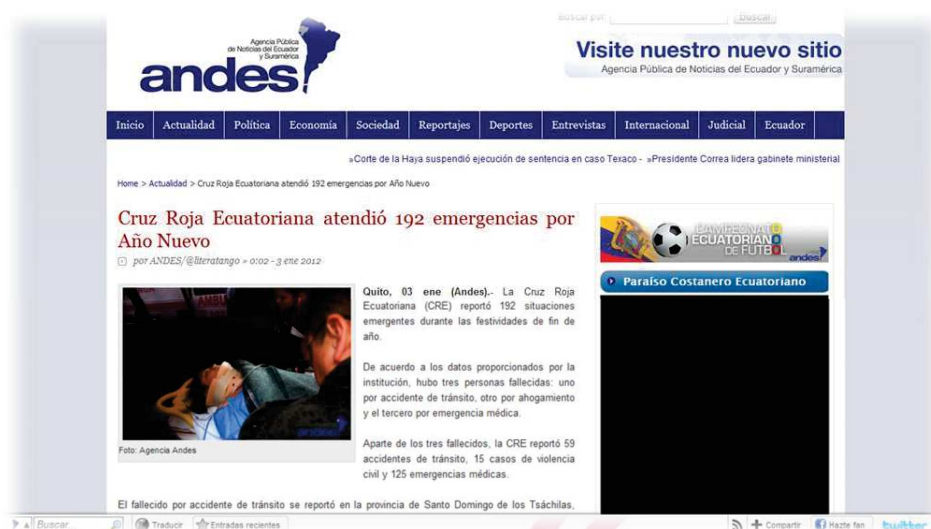 Buscar por: Buscar
Agencia Pública
de Noticias del Ecuador
y Suramérica
andes
Visite nuestro nuevo sitio
Agencia Pública de Noticias del Ecuador y Suramérica
Inicio Actualidad Política Economía Sociedad Reportajes Deportes Entrevistas Internacional Judicial Ecuador
»Corte de la Haya suspendió ejecución de sentencia en caso Texaco - »Presidente Correa lidera gabinete ministerial
Home > Actualidad > Cruz Roja Ecuatoriana atendió 192 emergencias por Año Nuevo
Cruz Roja Ecuatoriana atendió 192 emergencias por
Año Nuevo
por ANDES/@literatango » 0:02 - 3 ene 2012
AMBU
andes
Foto: Agencia Andes
Quito, 03 ene (Andes).- La Cruz Roja
Ecuatoriana (CRE) reportó 192 situaciones
emergentes durante las festividades de fin de
año.
De acuerdo a los datos proporcionados por la
institución, hubo tres personas fallecidas: uno
por accidente de tránsito, otro por ahogamiento
y el tercero por emergencia médica.
Aparte de los tres fallecidos, la CRE reportó 59
accidentes de tránsito, 15 casos de violencia
civil y 125 emergencias médicas.
El fallecido por accidente de tránsito se reportó en la provincia de Santo Domingo de los Tsáchilas,
CAMPEONATO
ECUATORIANO
DE FUTBOL
andes
Paraíso Costanero Ecuatoriano
Buscar... Traducir Entradas recientes Compartir Hazte fan twitter